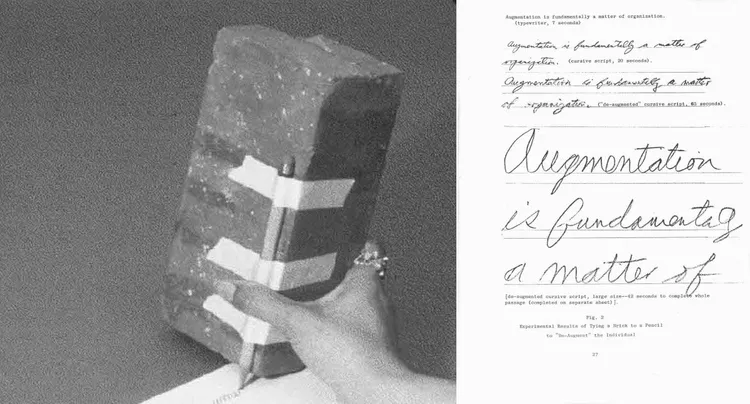 Augmentation is fundamentally a matter of organization.
(typewriter, 7 seconds)
Augmentation is fundamentally a matter of
organization. (cursive script, 20 seconds).
Augmentation is fundamentally a matter
of organization. ("de-augmented" cursive script, 65 seconds).
Augmentation
is fundamental
a matter of
[de-augmented cursive script, large size--42 seconds to complete whole
passage (completed on separate sheet)].
Fig. 2
Experimental Results of Tying a Brick to a Pencil
to "De-Augment" the Individual